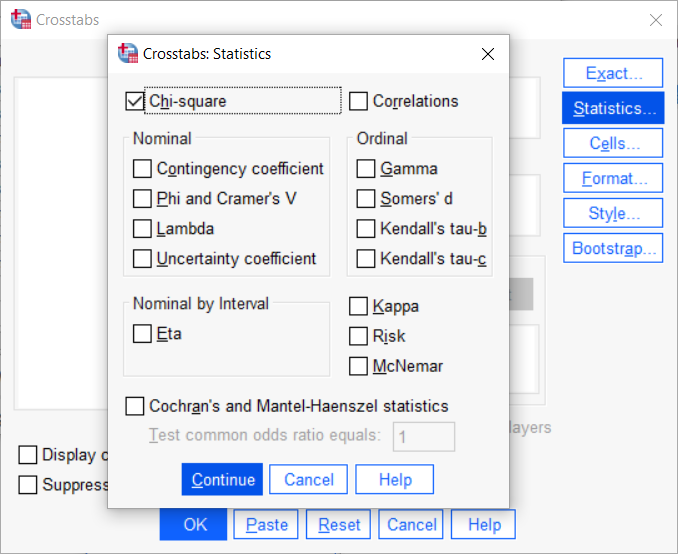 Crosstabs
Crosstabs: Statistics
Chi-square
Correlations
Nominal
Contingency coefficient
Phi and Cramer's V
Lambda
Uncertainty coefficient
Ordinal
Gamma
Somers' d
Kendall's tau-b
Kendall's tau-c
Nominal by Interval
Eta
Kappa
Risk
McNemar
Cochran's and Mantel-Haenszel statistics
Test common odds ratio equals: 1
Continue Cancel Help
Exact...
Statistics...
Cells...
Format...
Style...
Bootstrap...
layers
Display
Suppress
OK Paste Reset Cancel Help